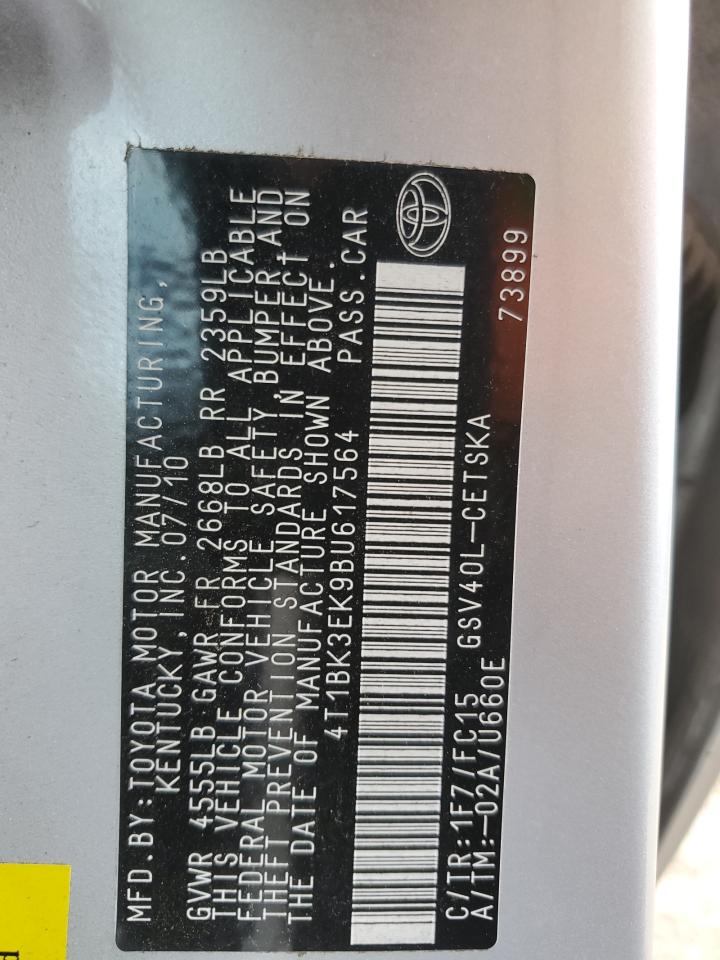 MFD.BY:TOYOTA MOTOR MANUFACTURING,
KENTUCKY, INC. 07/10
GVWR 4555LB GAWR FR 2668LB RR 2359LB
THIS VEHICLE CONFORMS TO ALL APPLICABLE
FEDERAL MOTOR VEHICLE SAFETY, BUMPER, AND
THEFT PREVENTION STANDARDS IN EFFECT ON
THE DATE OF MANUFACTURE SHOWN ABOVE.
4T1BK3EK9BU617564 PASS.CAR
C/TR:1F7/FC15 GSV40L-CETSKA
A/TM:-02A/U660E 73899